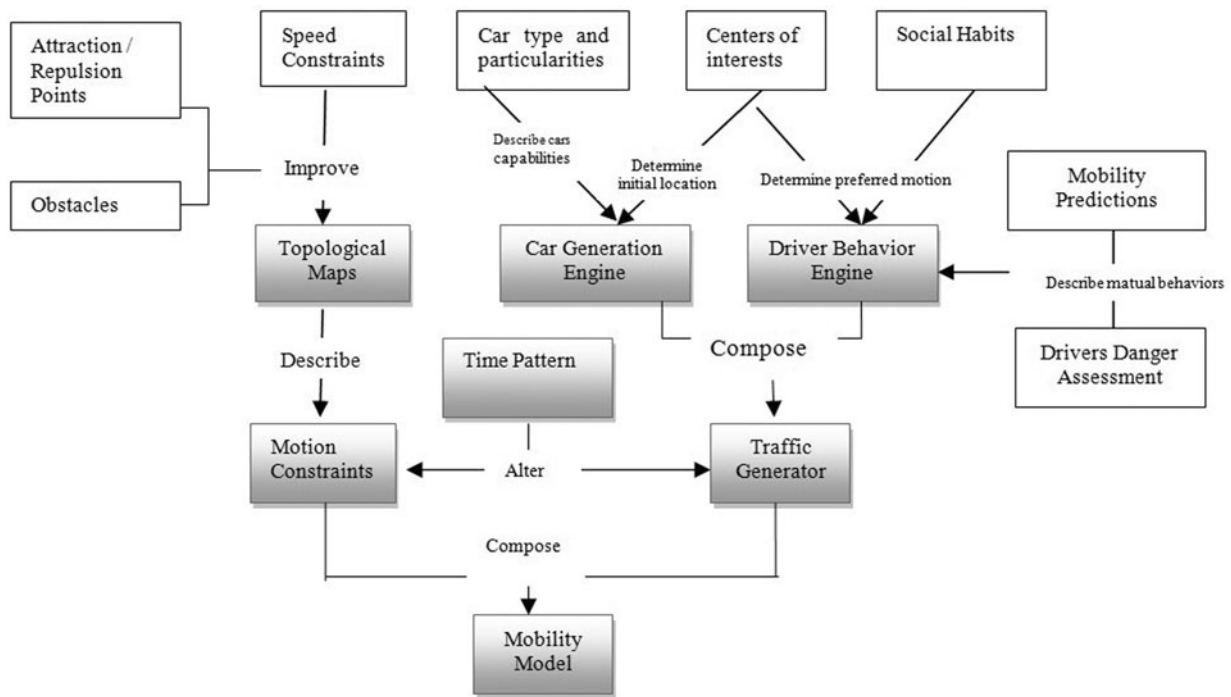 Attraction /
Repulsion
Points
Speed
Constraints
Car type and
particularities
Centers of
interests
Social Habits
Describe cars
capabilities
Improve
Determine
initial location
Determine preferred motion
Obstacles
Mobility
Predictions
Topological
Maps
Car Generation
Engine
Driver Behavior
Engine
Describe matual behaviors
Describe
Time Pattern
Compose
Drivers Danger
Assessment
Motion
Constraints
Alter
Traffic
Generator
Compose
Mobility
Model